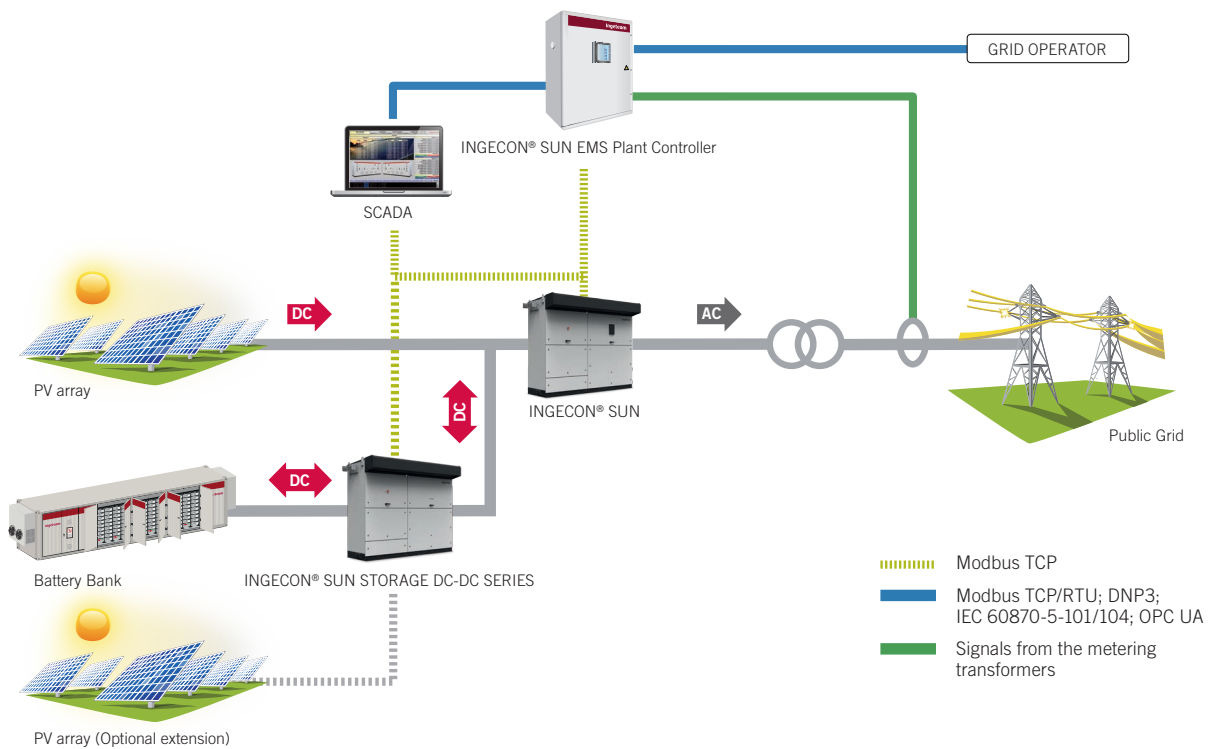 ingeteam
GRID OPERATOR
INGECON® SUN EMS Plant Controller
SCADA
DC
AC
PV array
DC
INGECON® SUN
Public Grid
DC
Battery Bank
INGECON® SUN STORAGE DC-DC SERIES
PV array (Optional extension)
Modbus TCP
Modbus TCP/RTU; DNP3;
IEC 60870-5-101/104; OPC UA
Signals from the metering
transformers